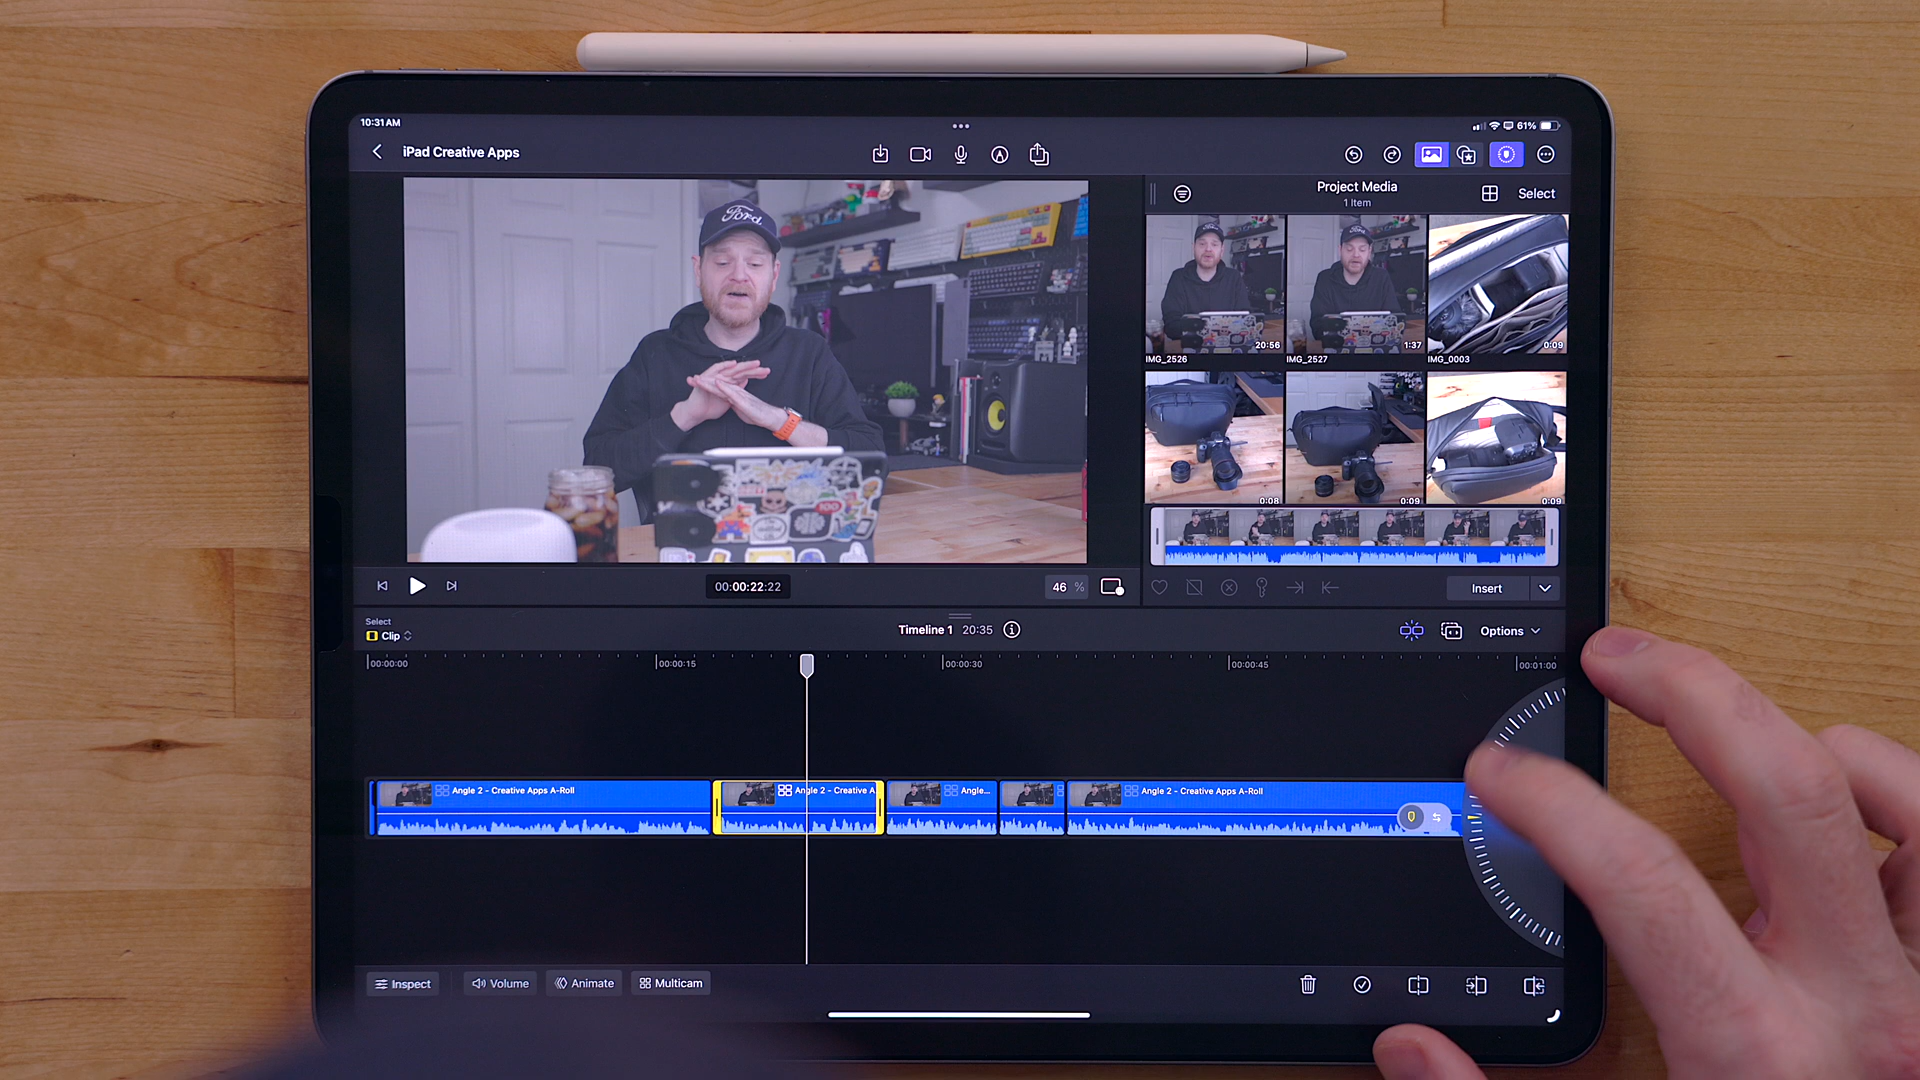 10:31 AM
61%
iPad Creative Apps
Project Media
1 Item
Select
Ford
20:56
1:37
0:09
IMG_2526
IMG_2527
IMG_0003
0:08
0:09
0:09
00:00:22:22
46 %
Insert
Select
Clip
Timeline 1 20:35
Options
00:00:00
00:00:15
00:00:30
00:00:45
00:01:00
Angle 2 - Creative Apps A-Roll
Angle 2 - Creative A
Angle...
Angle 2 - Creative Apps A-Roll
Inspect
Volume
Animate
Multicam